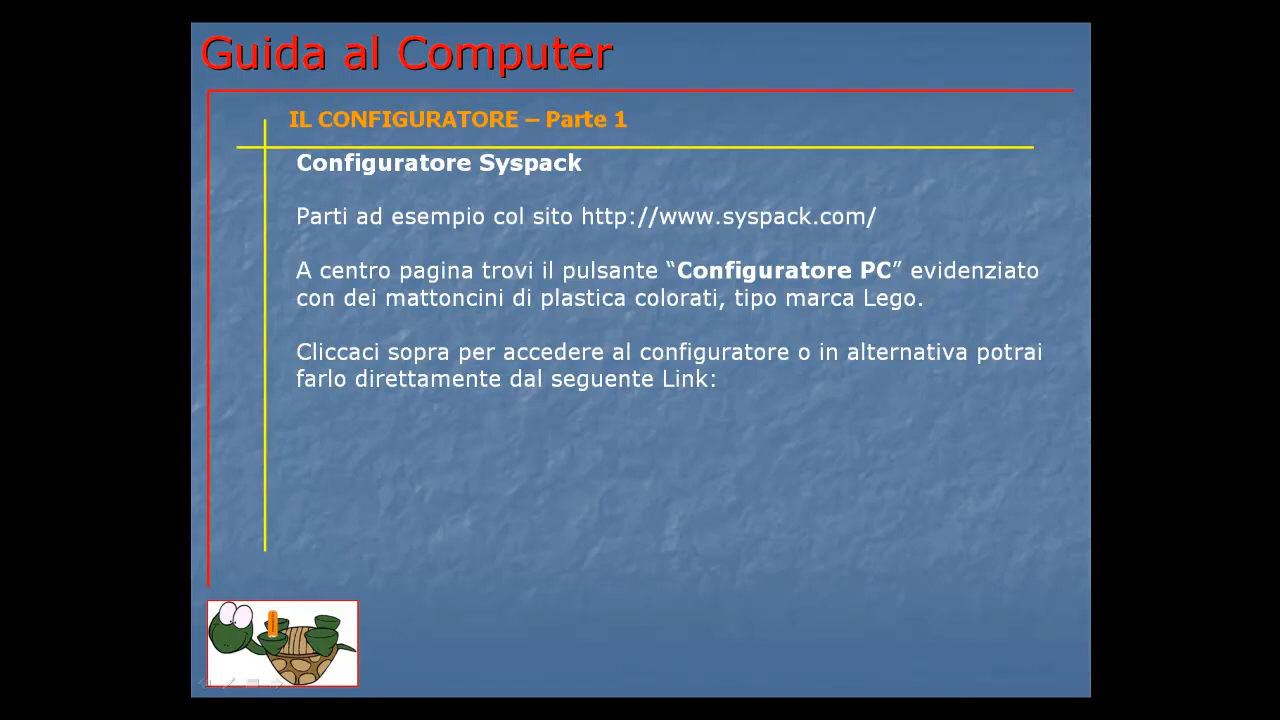 Guida al Computer
IL CONFIGURATORE – Parte 1
Configuratore Syspack
Parti ad esempio col sito http://www.syspack.com/
A centro pagina trovi il pulsante “Configuratore PC” evidenziato
con dei mattoncini di plastica colorati, tipo marca Lego.
Cliccaci sopra per accedere al configuratore o in alternativa potrai
farlo direttamente dal seguente Link: